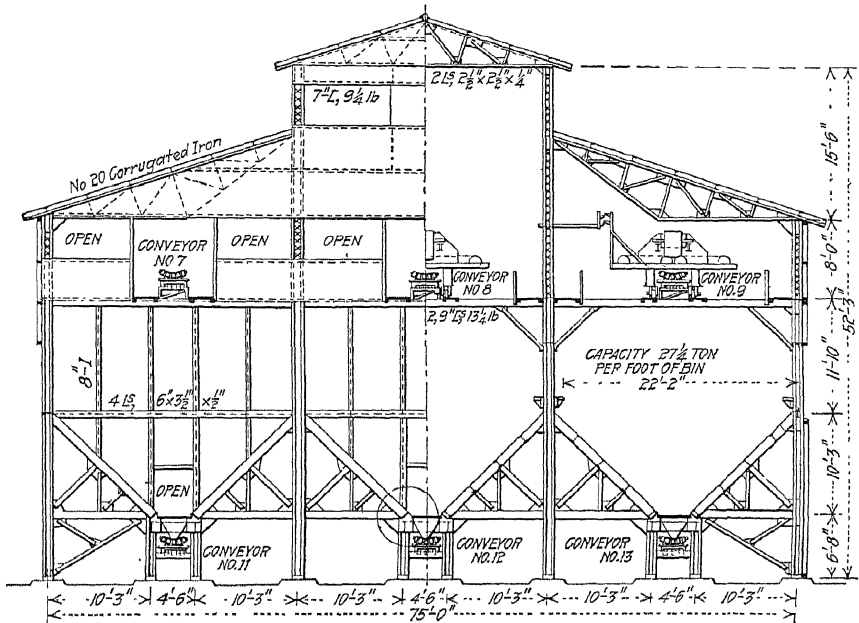 2 Ls, 2½"×2½"×¼"
7"[, 9¼ lb
No 20 Corrugated Iron
15'-6"
OPEN
CONVEYOR
NO 7
OPEN
OPEN
CONVEYOR
NO 8
CONVEYOR
NO.9
8'-0"
52'-3"
2, 9"[s 13¼ lb
8"-I
CAPACITY 27¼ TON
PER FOOT OF BIN
22'-2"
11'-10"
4 Ls, 6"×3½"×½"
10'-3"
OPEN
CONVEYOR
NO.11
CONVEYOR
NO.12
CONVEYOR
NO.13
6'-8"
10'-3" 4'-6" 10'-3" 10'-3" 4'-6" 10'-3" 10'-3" 4'-6" 10'-3"
75'-0"